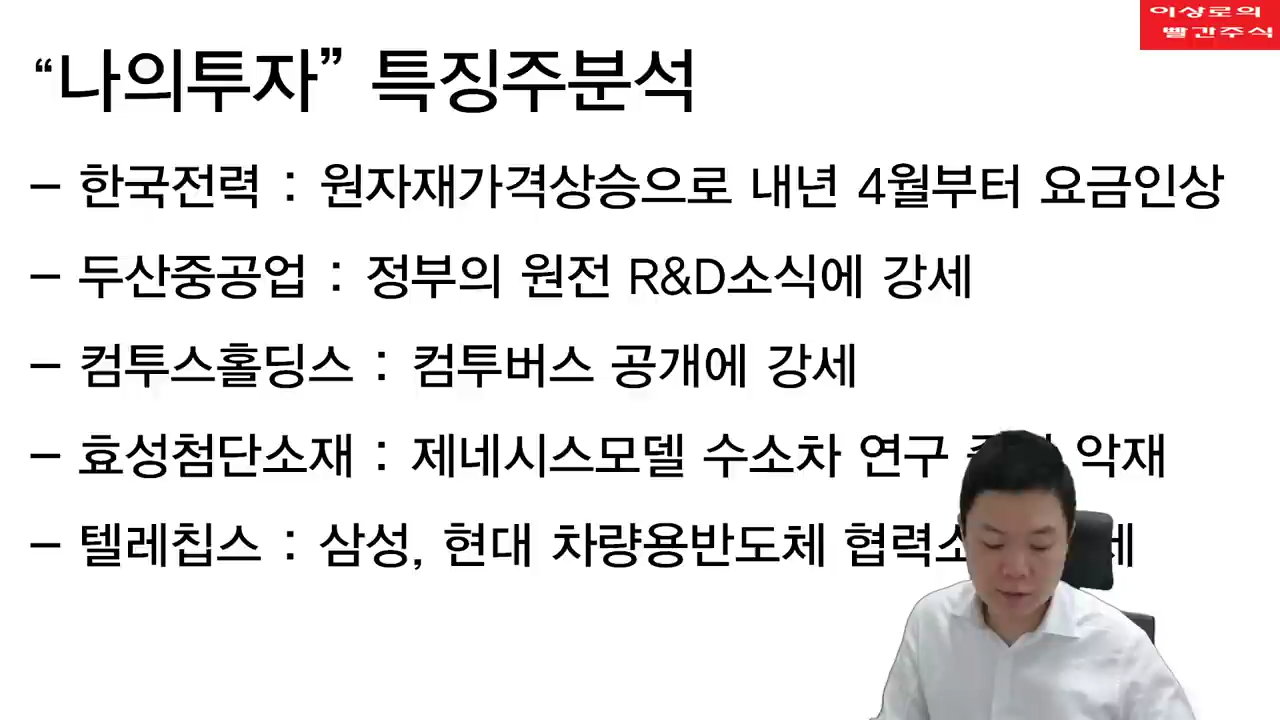 이상로의
빨간주식
“나의투자” 특징주분석
– 한국전력 : 원자재가격상승으로 내년 4월부터 요금인상
– 두산중공업 : 정부의 원전 R&D소식에 강세
– 컴투스홀딩스 : 컴투버스 공개에 강세
– 효성첨단소재 : 제네시스모델 수소차 연구 악재
– 텔레칩스 : 삼성, 현대 차량용반도체